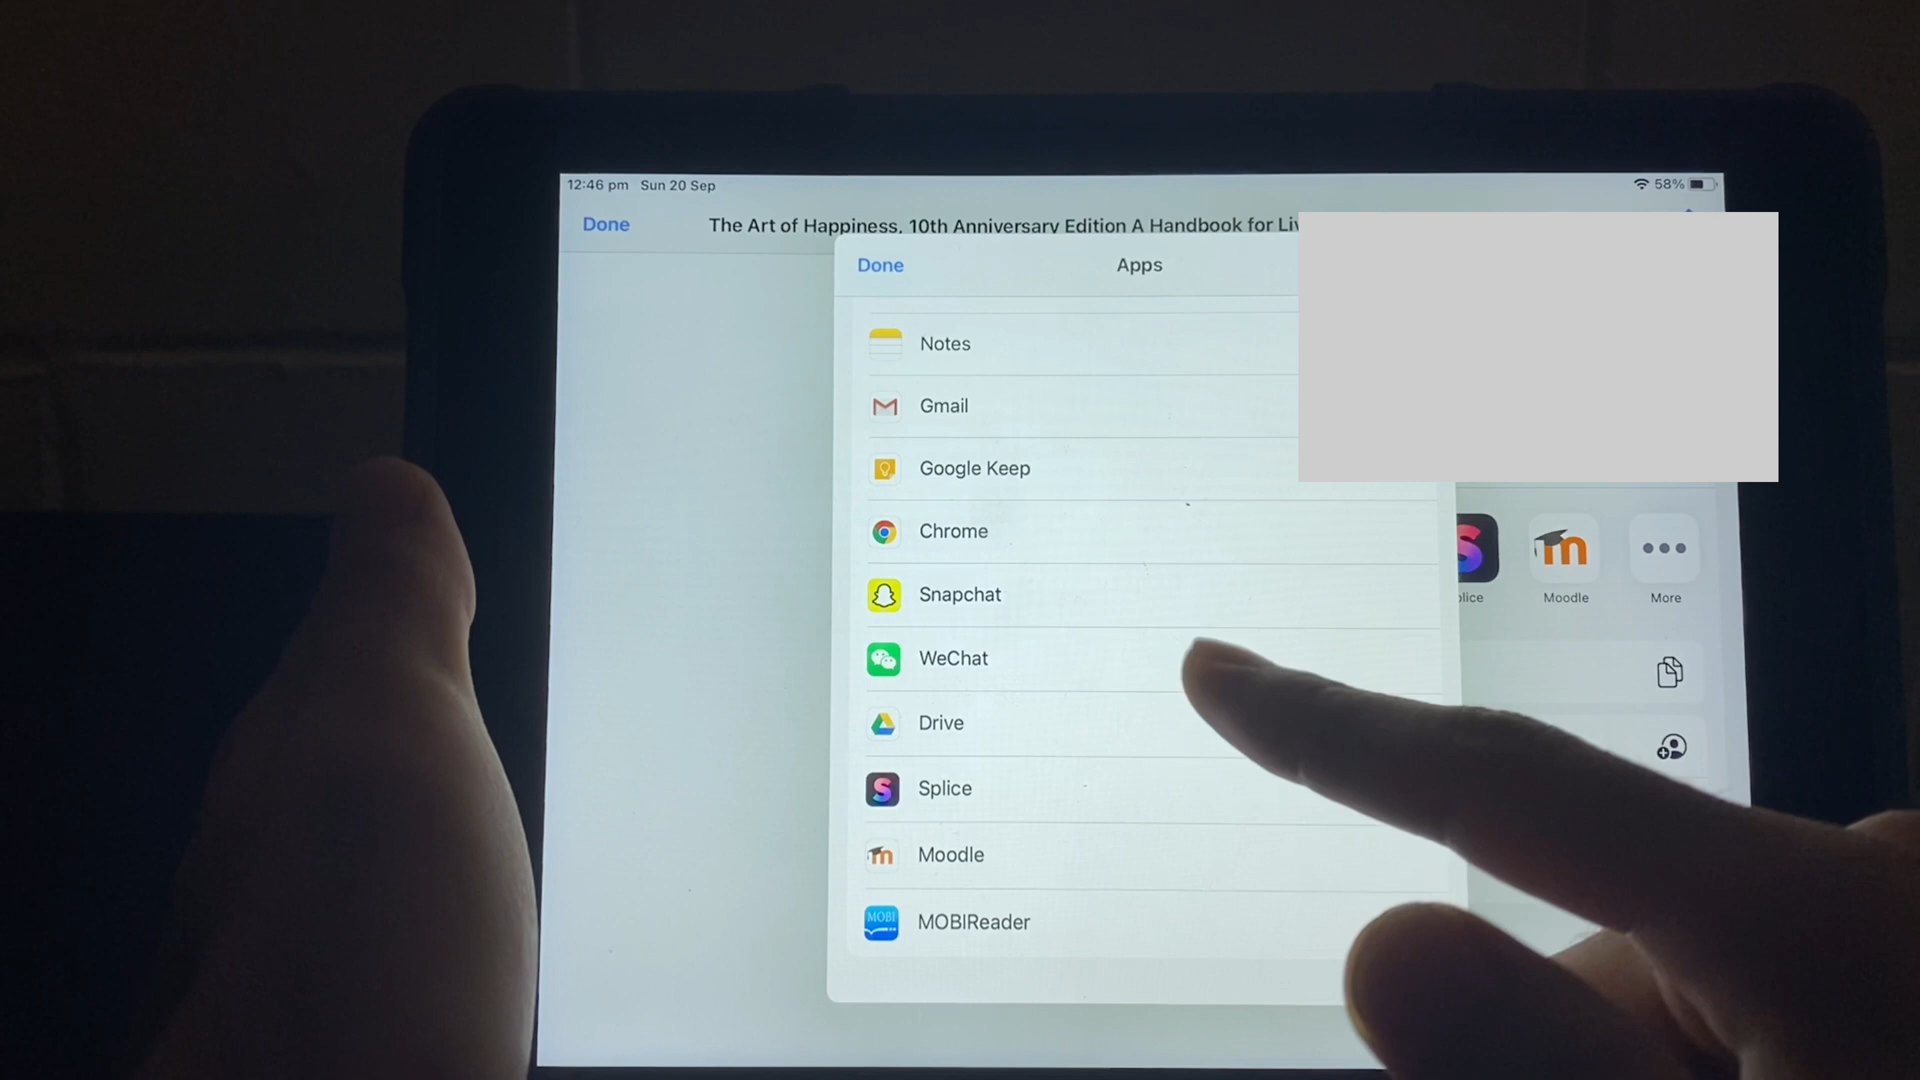 12:46 pm Sun 20 Sep
58%
Done
The Art of Happiness, 10th Anniversary Edition A Handbook for
Done
Apps
Notes
Gmail
Google Keep
Chrome
Snapchat
WeChat
Drive
Splice
Moodle
MOBI
MOBIReader
Moodle
More